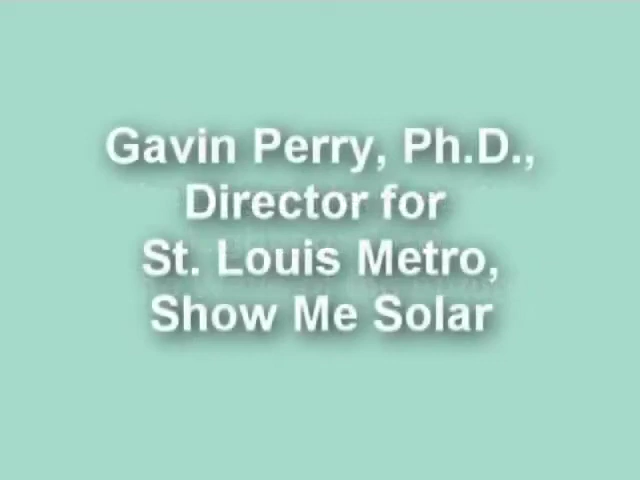 Gavin Perry, Ph.D.,
Director for
St. Louis Metro,
Show Me Solar